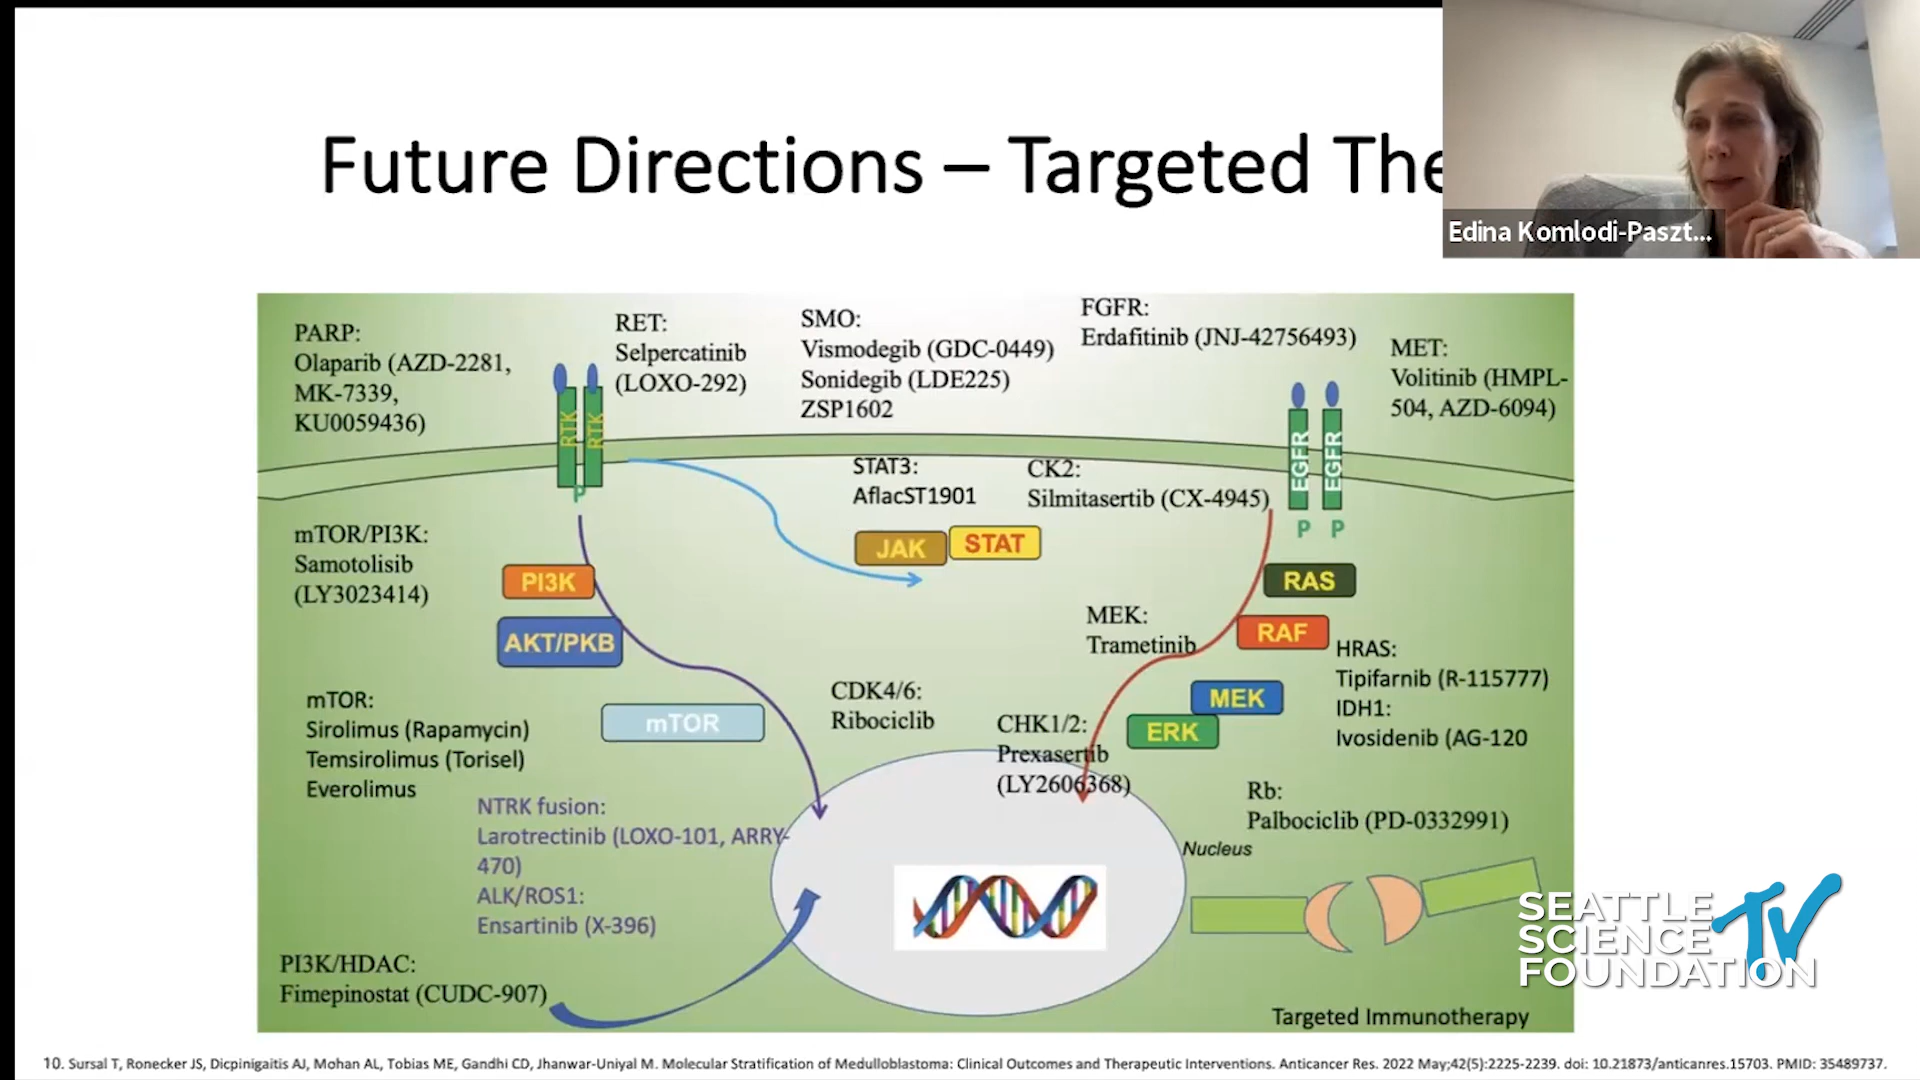 Future Directions – Targeted The
Edina Komlodi-Paszt...
PARP:
Olaparib (AZD-2281,
MK-7339,
KU0059436)
RET:
Selpercatinib
(LOXO-292)
SMO:
Vismodegib (GDC-0449)
Sonidegib (LDE225)
ZSP1602
FGFR:
Erdafitinib (JNJ-42756493)
MET:
Volitinib (HMPL-
504, AZD-6094)
RTK
RTK
P
EGFR
EGFR
P
P
STAT3:
AflacST1901
CK2:
Silmitasertib (CX-4945)
JAK
STAT
mTOR/PI3K:
Samotolisib
(LY3023414)
PI3K
AKT/PKB
RAS
RAF
MEK:
Trametinib
MEK
ERK
HRAS:
Tipifarnib (R-115777)
IDH1:
Ivosidenib (AG-120
mTOR:
Sirolimus (Rapamycin)
Temsirolimus (Torisel)
Everolimus
mTOR
CDK4/6:
Ribociclib
CHK1/2:
Prexasertib
(LY2606368)
NTRK fusion:
Larotrectinib (LOXO-101, ARRY-
470)
ALK/ROS1:
Ensartinib (X-396)
Rb:
Palbociclib (PD-0332991)
Nucleus
PI3K/HDAC:
Fimepinostat (CUDC-907)
Targeted Immunotherapy
SEATTLE
SCIENCE
FOUNDATION
TV
10. Sursal T, Ronecker JS, Dicpinigaitis AJ, Mohan AL, Tobias ME, Gandhi CD, Jhanwar-Uniyal M. Molecular Stratification of Medulloblastoma: Clinical Outcomes and Therapeutic Interventions. Anticancer Res. 2022 May;42(5):2225-2239. doi: 10.21873/anticanres.15703. PMID: 35489737.